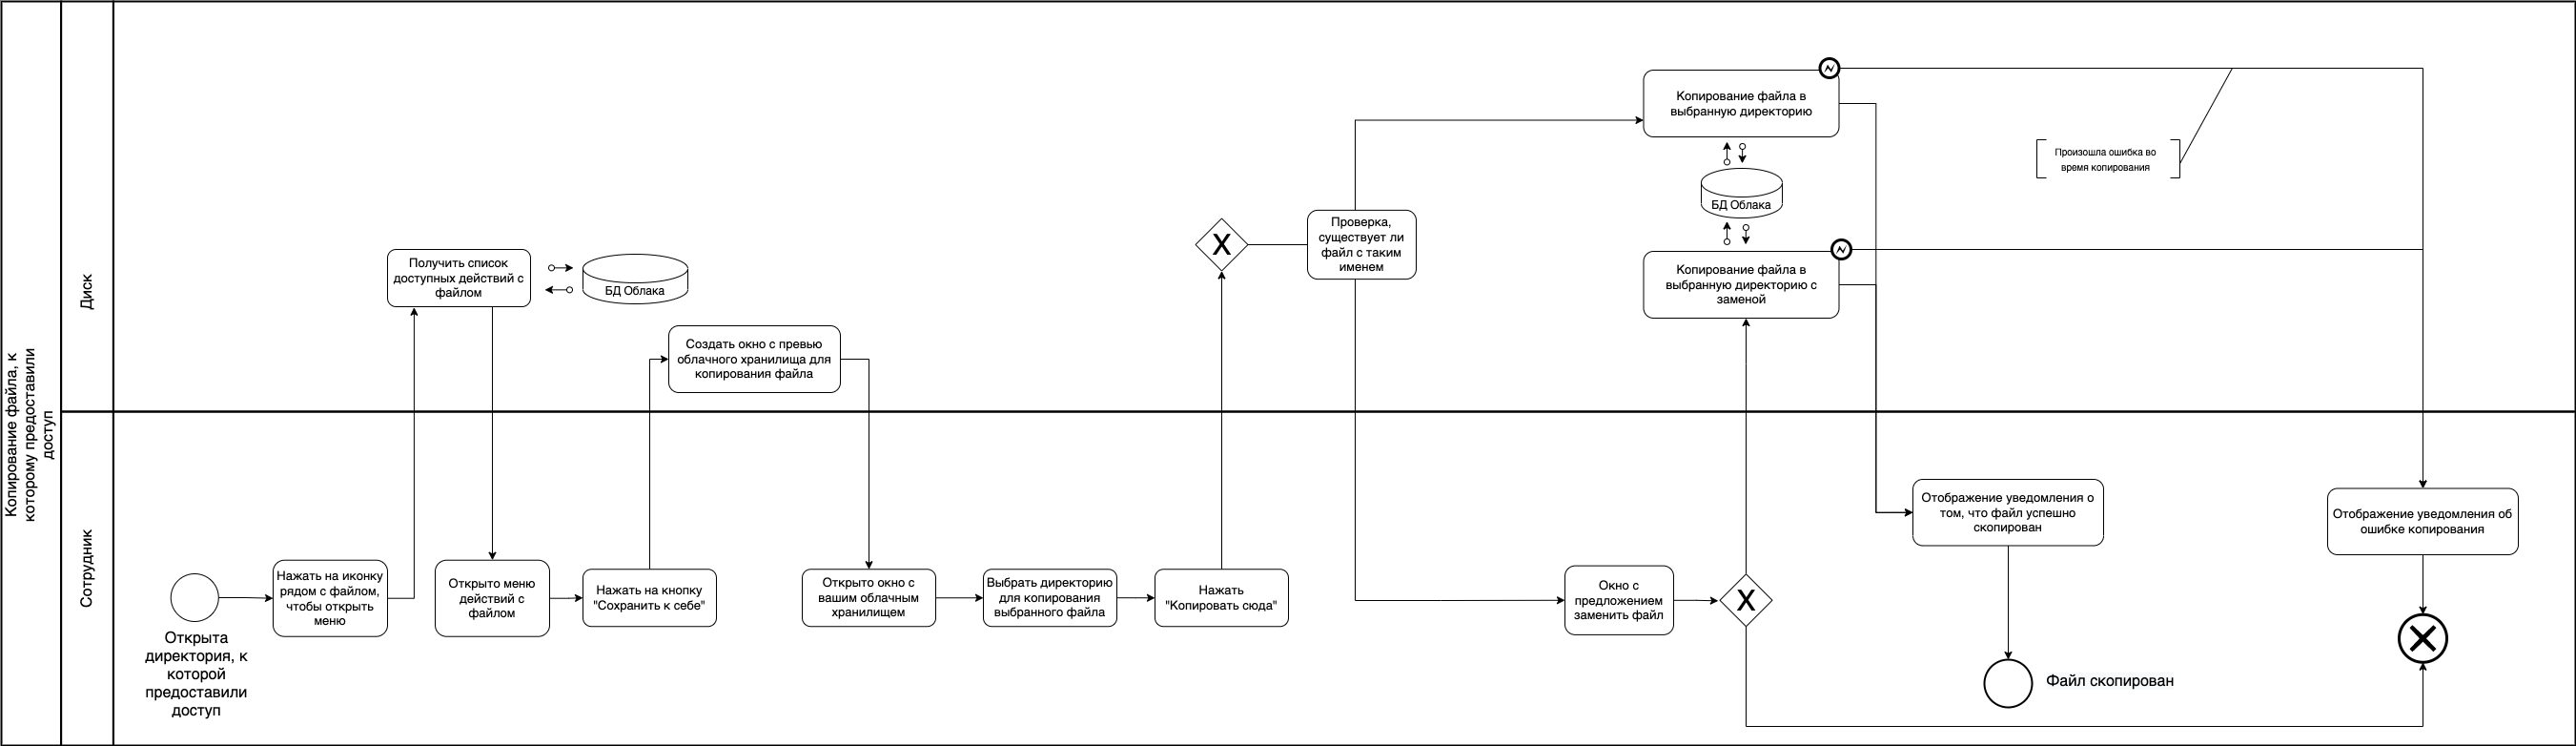 Копирование файла, к
которому предоставили
доступ
Диск
Сотрудник
Открыта
директория, к
которой
предоставили
доступ
Нажать на иконку
рядом с файлом,
чтобы открыть
меню
Получить список
доступных действий с
файлом
БД Облака
Открыто меню
действий с
файлом
Нажать на кнопку
"Сохранить к себе"
Создать окно с превью
облачного хранилища для
копирования файла
Открыто окно с
вашим облачным
хранилищем
Выбрать директорию
для копирования
выбранного файла
Нажать
"Копировать сюда"
X
Проверка,
существует ли
файл с таким
именем
Копирование файла в
выбранную директорию
БД Облака
Копирование файла в
выбранную директорию с
заменой
Окно с
предложением
заменить файл
X
Произошла ошибка во
время копирования
Отображение уведомления о
том, что файл успешно
скопирован
Файл скопирован
Отображение уведомления об
ошибке копирования